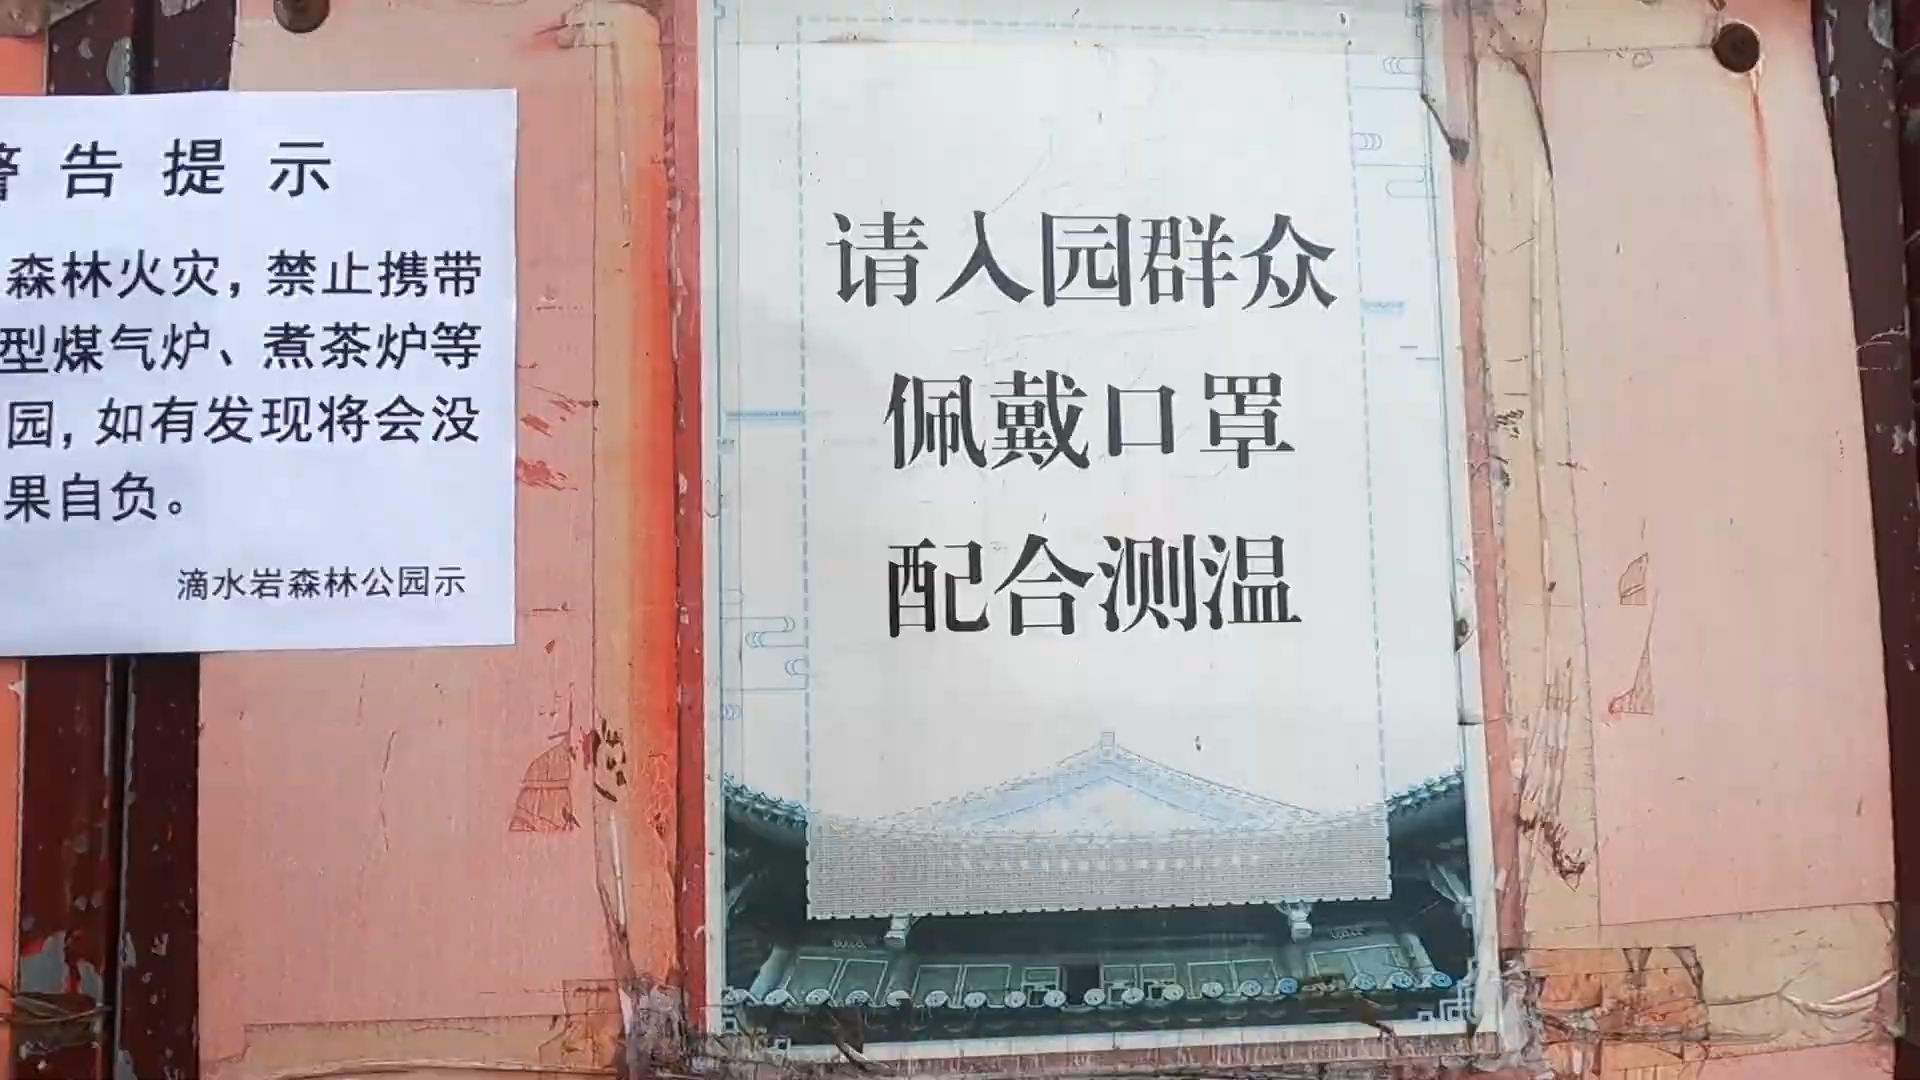 警告提示
森林火灾，禁止携带
型煤气炉、煮茶炉等
园，如有发现将会没
果自负。
滴水岩森林公园示
请入园群众
佩戴口罩
配合测温